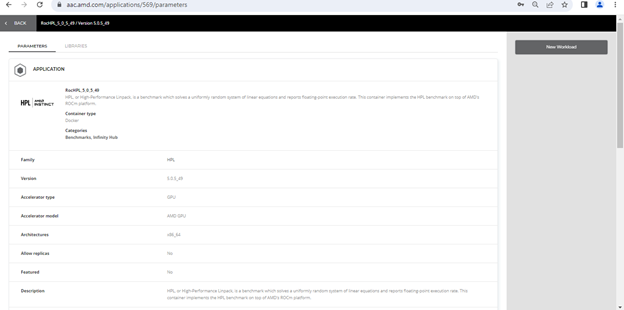 aac.amd.com/applications/569/parameters
BACK
RocHPL_5_0_5_49 / Version 5.0.5_49
PARAMETERS
LIBRARIES
New Workload
APPLICATION
HPL AMD INSTINCT
RocHPL_5_0_5_49
HPL, or High-Performance Linpack, is a benchmark which solves a uniformly random system of linear equations and reports floating-point execution rate. This container implements the HPL benchmark on top of AMD's
ROCm platform.
Container type
Docker
Categories
Benchmarks, Infinity Hub
Family
HPL
Version
5.0.5_49
Accelerator type
GPU
Accelerator model
AMD GPU
Architectures
x86_64
Allow replicas
No
Featured
No
Description
HPL, or High-Performance Linpack, is a benchmark which solves a uniformly random system of linear equations and reports floating-point execution rate. This
container implements the HPL benchmark on top of AMD's ROCm platform.